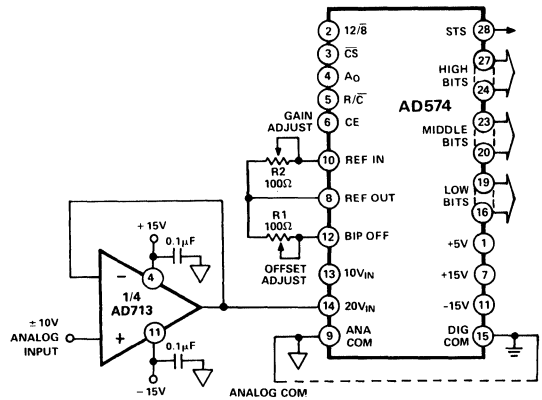 2 12/8̅
3 C̅S̅
4 A₀
5 R/C̅
6 CE
GAIN
ADJUST
R2
100Ω
10 REF IN
8 REF OUT
R1
100Ω
12 BIP OFF
OFFSET
ADJUST
13 10VIN
14 20VIN
9 ANA
COM
AD574
STS 28
27
HIGH
BITS
24
23
MIDDLE
BITS
20
19
LOW
BITS
16
+5V 1
+15V 7
-15V 11
DIG
COM 15
+15V
0.1μF
4
−
1/4
AD713
+
11
0.1μF
−15V
±10V
ANALOG
INPUT
ANALOG COM